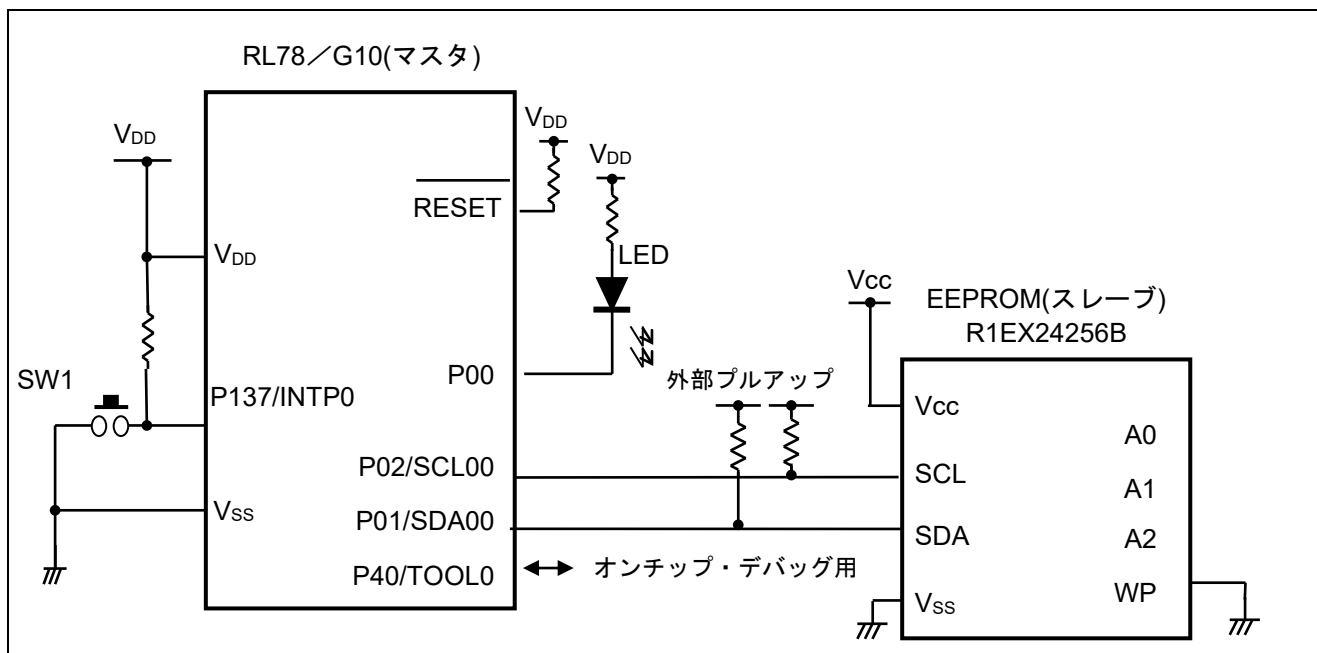 RL78／G10(マスタ)
VDD
VDD
VDD
RESET
VDD
LED
Vcc
EEPROM(スレーブ)
R1EX24256B
SW1
P137/INTP0
P00
外部プルアップ
Vcc
A0
P02/SCL00
SCL
A1
VSS
P01/SDA00
SDA
A2
P40/TOOL0
オンチップ・デバッグ用
VSS
WP